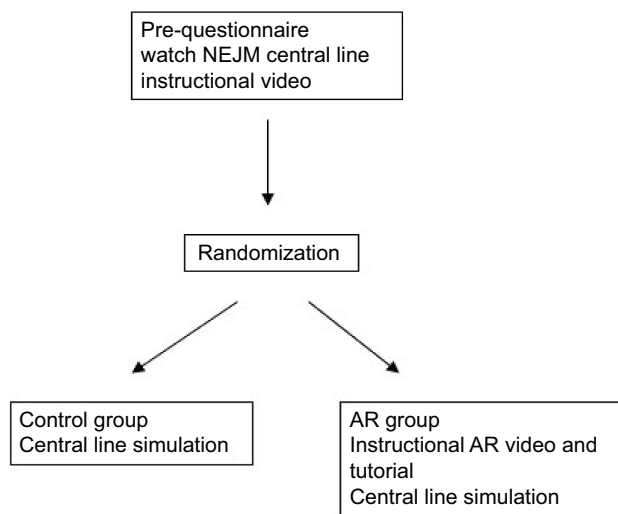 Pre-questionnaire
watch NEJM central line
instructional video
Randomization
Control group
Central line simulation
AR group
Instructional AR video and
tutorial
Central line simulation